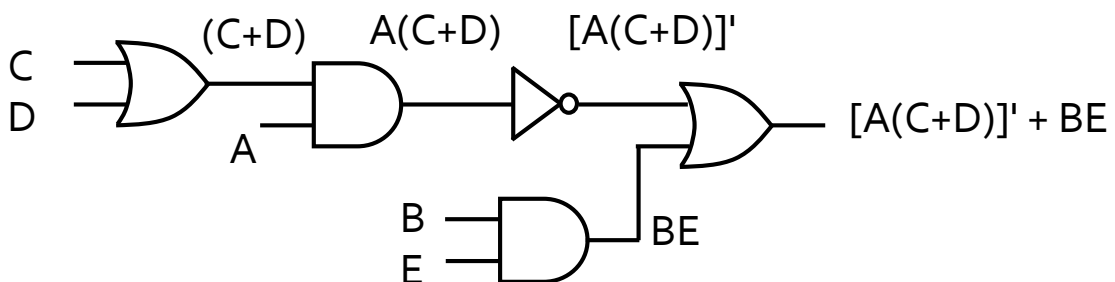 (C+D) A(C+D) [A(C+D)]'
C
D
A
[A(C+D)]' + BE
B
E
BE